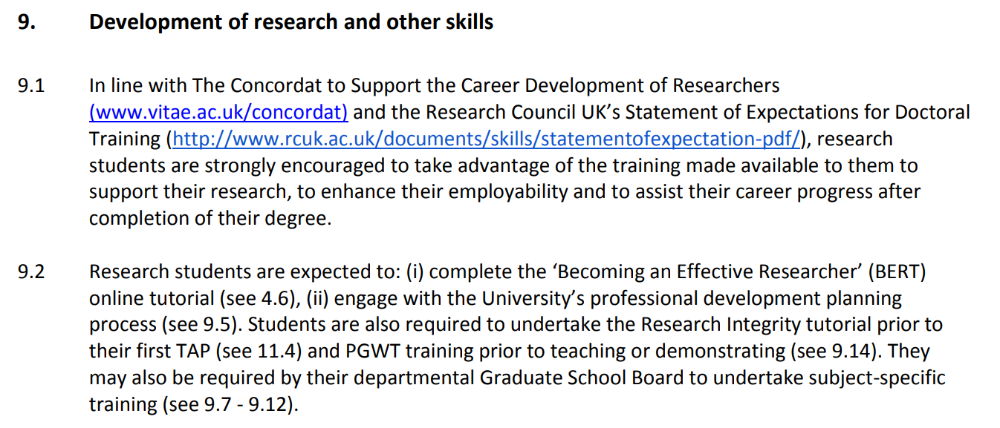 9. Development of research and other skills
9.1 In line with The Concordat to Support the Career Development of Researchers
(www.vitae.ac.uk/concordat) and the Research Council UK’s Statement of Expectations for Doctoral
Training (http://www.rcuk.ac.uk/documents/skills/statementofexpectation-pdf/), research
students are strongly encouraged to take advantage of the training made available to them to
support their research, to enhance their employability and to assist their career progress after
completion of their degree.
9.2 Research students are expected to: (i) complete the ‘Becoming an Effective Researcher’ (BERT)
online tutorial (see 4.6), (ii) engage with the University’s professional development planning
process (see 9.5). Students are also required to undertake the Research Integrity tutorial prior to
their first TAP (see 11.4) and PGWT training prior to teaching or demonstrating (see 9.14). They
may also be required by their departmental Graduate School Board to undertake subject-specific
training (see 9.7 - 9.12).